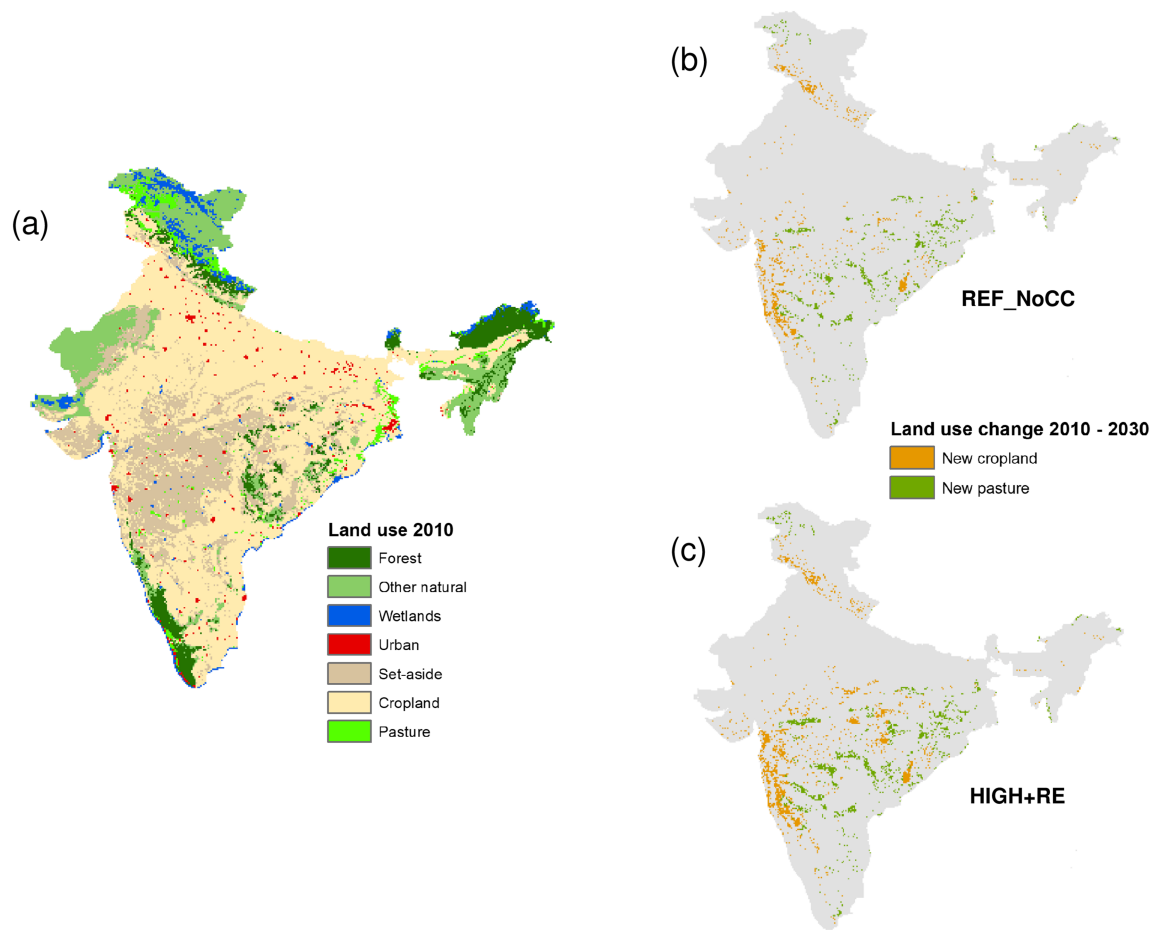 (a)
Land use 2010
Forest
Other natural
Wetlands
Urban
Set-aside
Cropland
Pasture
(b)
REF_NoCC
Land use change 2010 - 2030
New cropland
New pasture
(c)
HIGH+RE